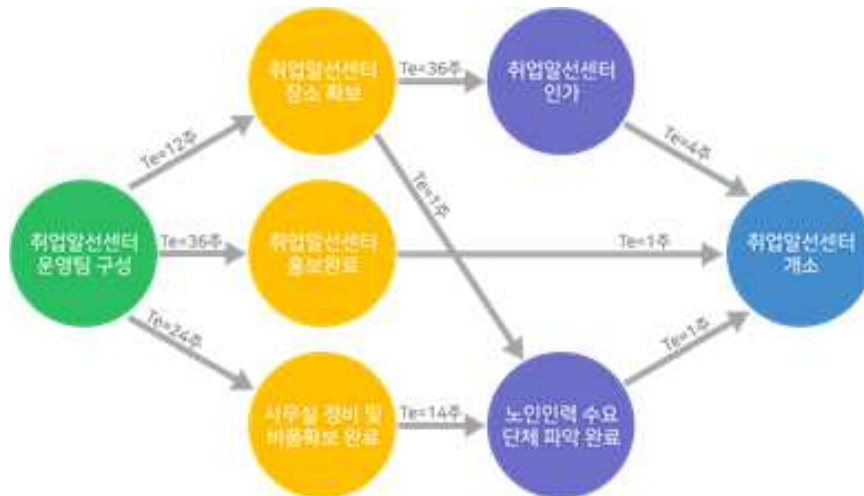 취업알선센터
장소 확보
Te=36주
취업알선센터
인가
Te=12주
Te=4주
Te=1주
취업알선센터
운영팀 구성
Te=36주
취업알선센터
홍보완료
Te=1주
취업알선센터
개소
Te=24주
Te=1주
사무실 정비 및
비품확보 완료
Te=14주
노인인력 수요
단체 파악 완료